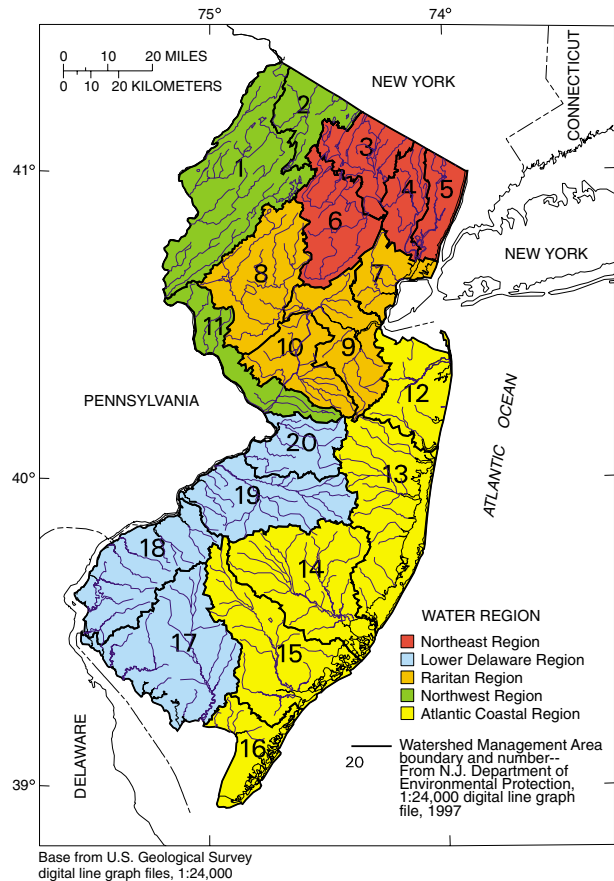 75°
74°
0 10 20 MILES
0 10 20 KILOMETERS
NEW YORK
CONNECTICUT
2
3
41°
1
4
5
6
NEW YORK
8
7
11
10
9
12
PENNSYLVANIA
ATLANTIC OCEAN
20
13
40°
19
18
14
17
15
16
WATER REGION
Northeast Region
Lower Delaware Region
Raritan Region
Northwest Region
Atlantic Coastal Region
DELAWARE
20
Watershed Management Area
boundary and number--
From N.J. Department of
Environmental Protection,
1:24,000 digital line graph
file, 1997
39°
75°
74°
Base from U.S. Geological Survey
digital line graph files, 1:24,000